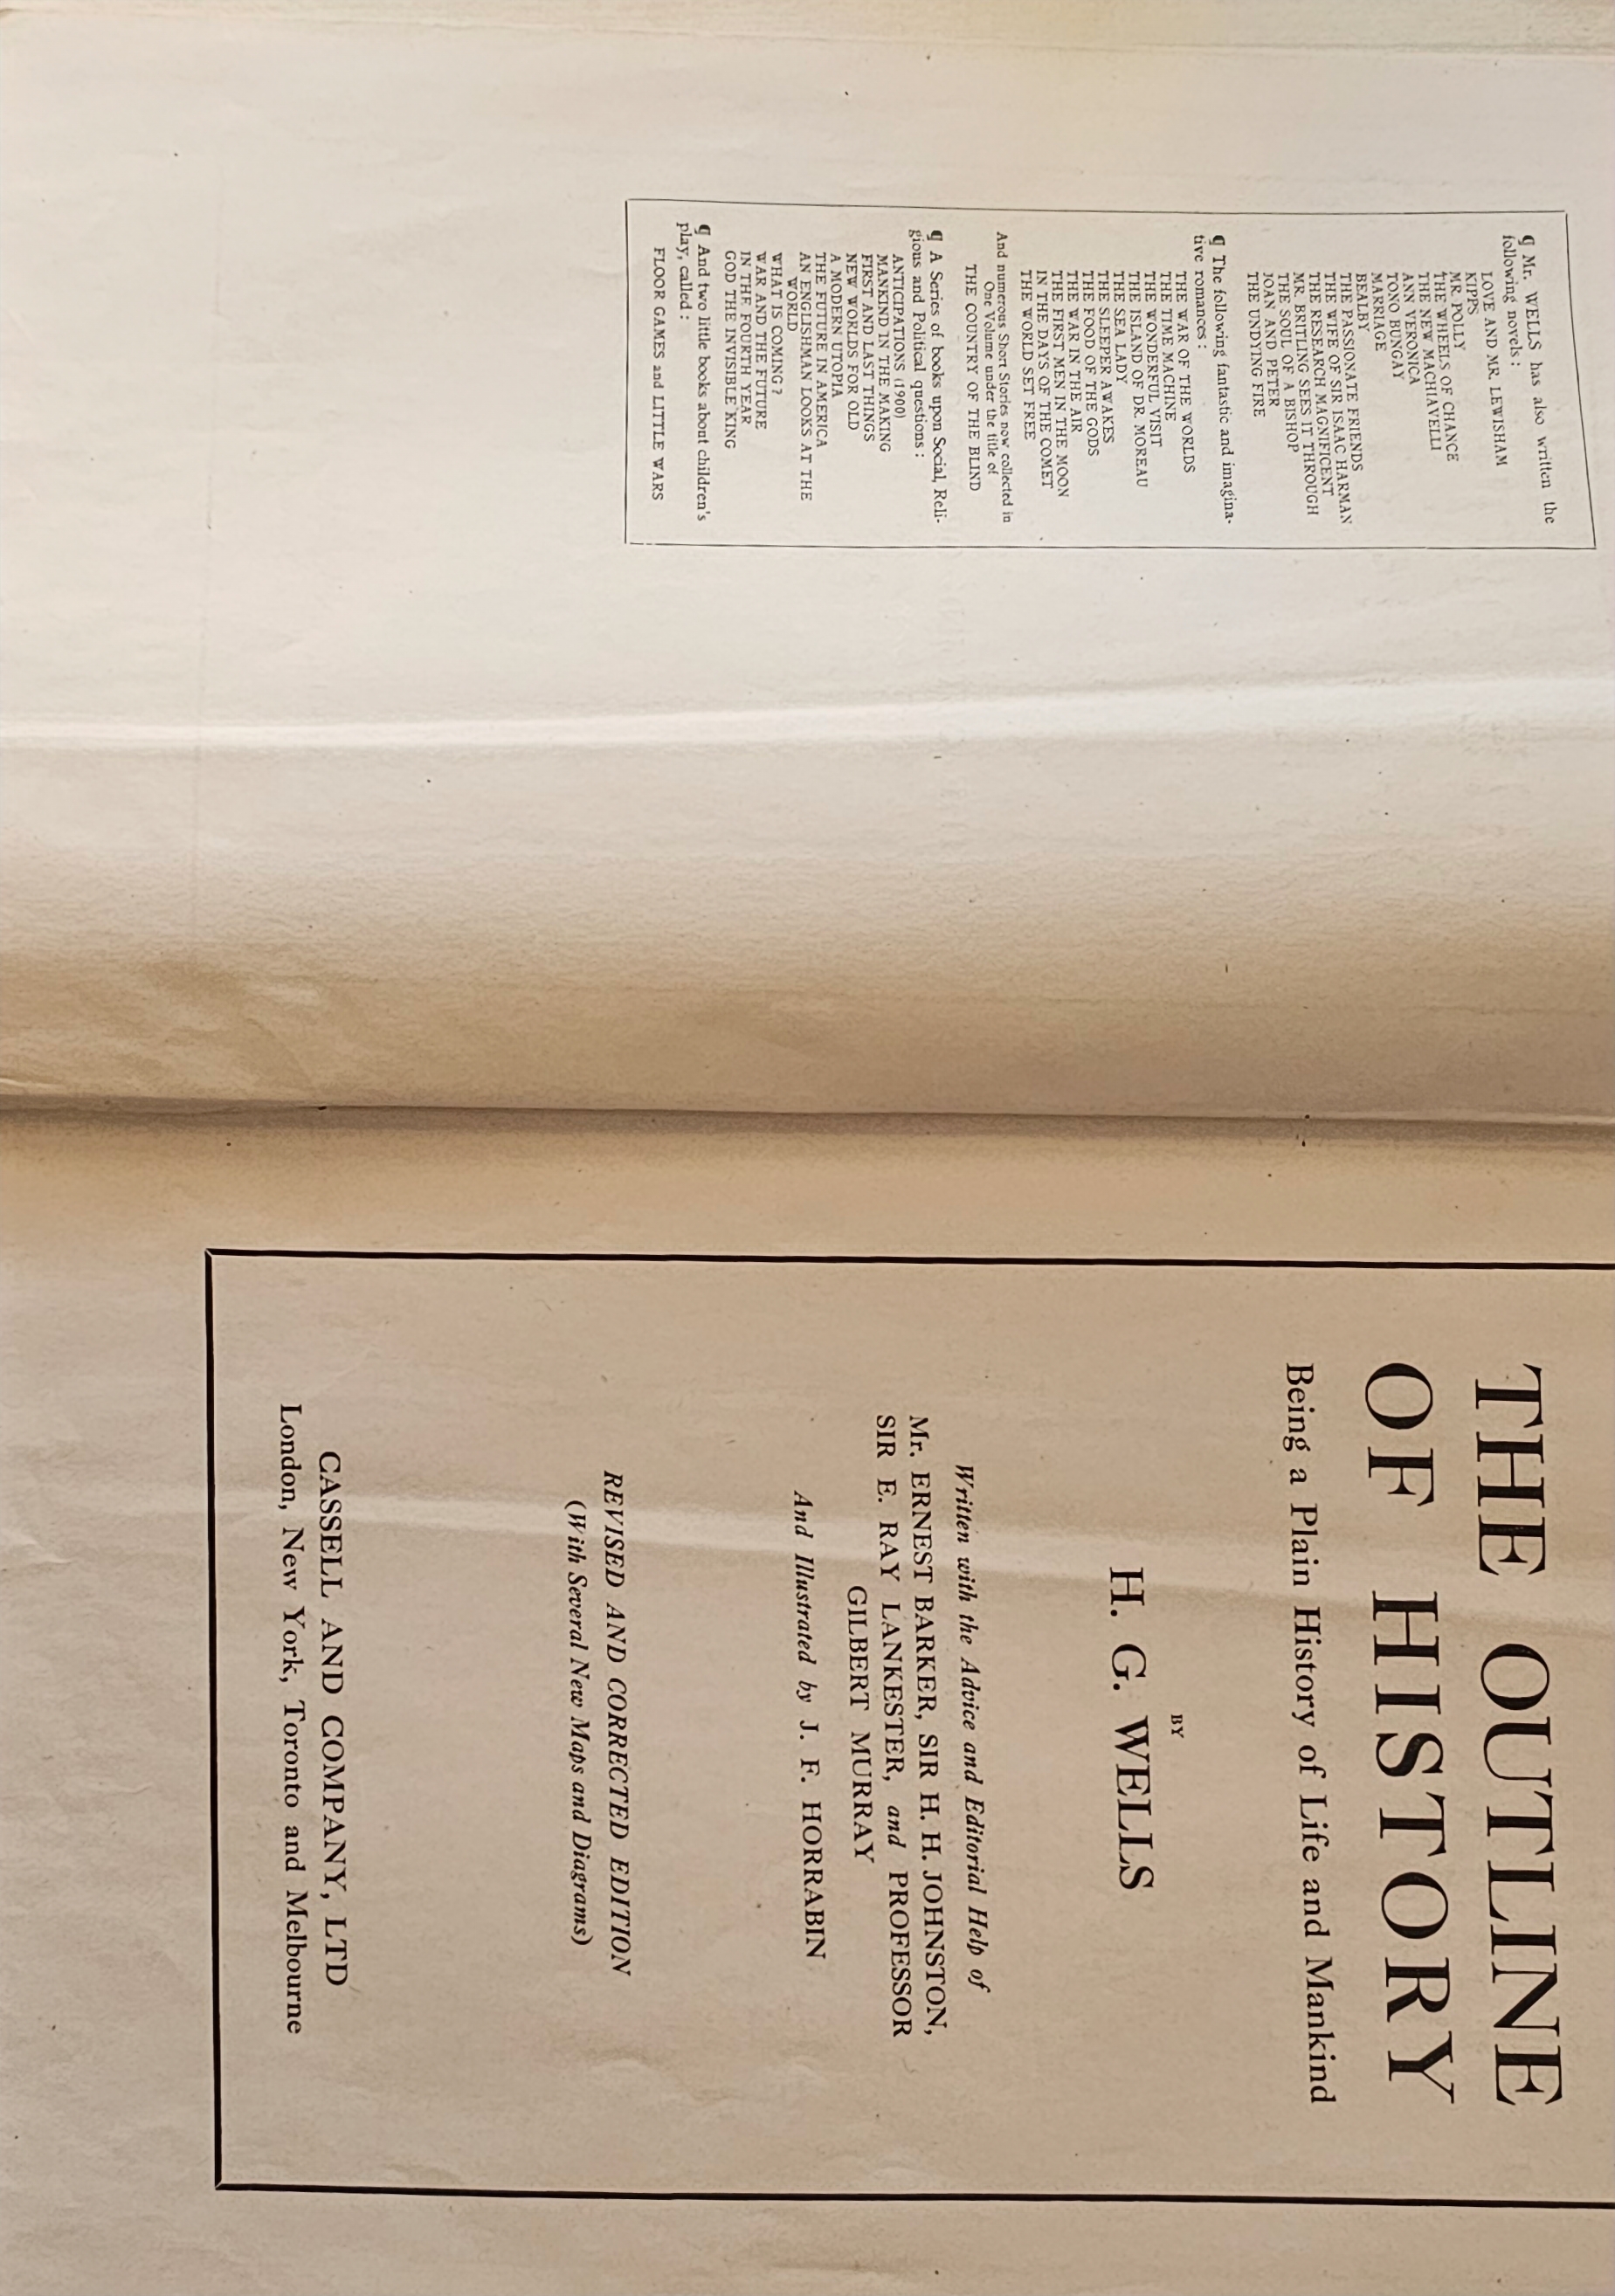 ¶ Mr. WELLS has also written the
following novels:
LOVE AND MR. LEWISHAM
KIPPS
MR. POLLY
THE WHEELS OF CHANCE
THE NEW MACHIAVELLI
ANN VERONICA
TONO BUNGAY
MARRIAGE
BEALBY
THE PASSIONATE FRIENDS
THE WIFE OF SIR ISAAC HARMAN
THE RESEARCH MAGNIFICENT
MR. BRITLING SEES IT THROUGH
THE SOUL OF A BISHOP
JOAN AND PETER
THE UNDYING FIRE
¶ The following fantastic and imagina-
tive romances:
THE WAR OF THE WORLDS
THE TIME MACHINE
THE WONDERFUL VISIT
THE ISLAND OF DR. MOREAU
THE SEA LADY
THE SLEEPER AWAKES
THE FOOD OF THE GODS
THE WAR IN THE AIR
THE FIRST MEN IN THE MOON
IN THE DAYS OF THE COMET
THE WORLD SET FREE
And numerous Short Stories now collected in
One Volume under the title of
THE COUNTRY OF THE BLIND
¶ A Series of books upon Social, Reli-
gious and Political questions:
ANTICIPATIONS (1900)
MANKIND IN THE MAKING
FIRST AND LAST THINGS
NEW WORLDS FOR OLD
A MODERN UTOPIA
THE FUTURE IN AMERICA
AN ENGLISHMAN LOOKS AT THE
WORLD
WHAT IS COMING?
WAR AND THE FUTURE
IN THE FOURTH YEAR
GOD THE INVISIBLE KING
¶ And two little books about children's
play, called:
FLOOR GAMES and LITTLE WARS
THE OUTLINE
OF HISTORY
Being a Plain History of Life and Mankind
BY
H. G. WELLS
Written with the Advice and Editorial Help of
Mr. ERNEST BARKER, SIR H. H. JOHNSTON,
SIR E. RAY LANKESTER, and PROFESSOR
GILBERT MURRAY
And Illustrated by J. F. HORRABIN
REVISED AND CORRECTED EDITION
(With Several New Maps and Diagrams)
CASSELL AND COMPANY, LTD
London, New York, Toronto and Melbourne